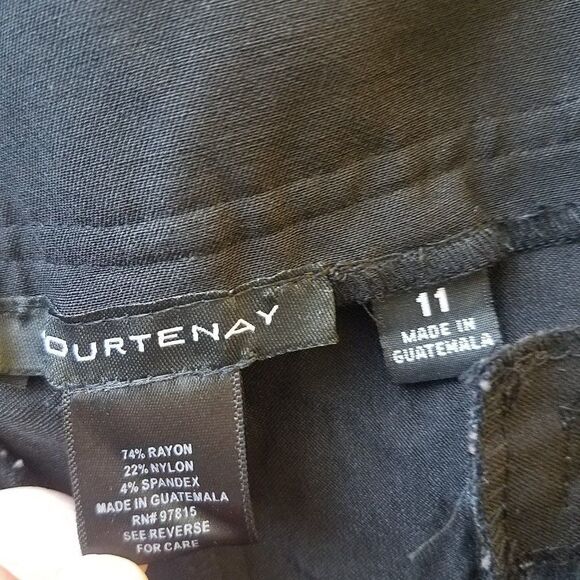 OURTENAY
11
MADE IN
GUATEMALA
74% RAYON
22% NYLON
4% SPANDEX
MADE IN GUATEMALA
RN# 97815
SEE REVERSE
FOR CARE